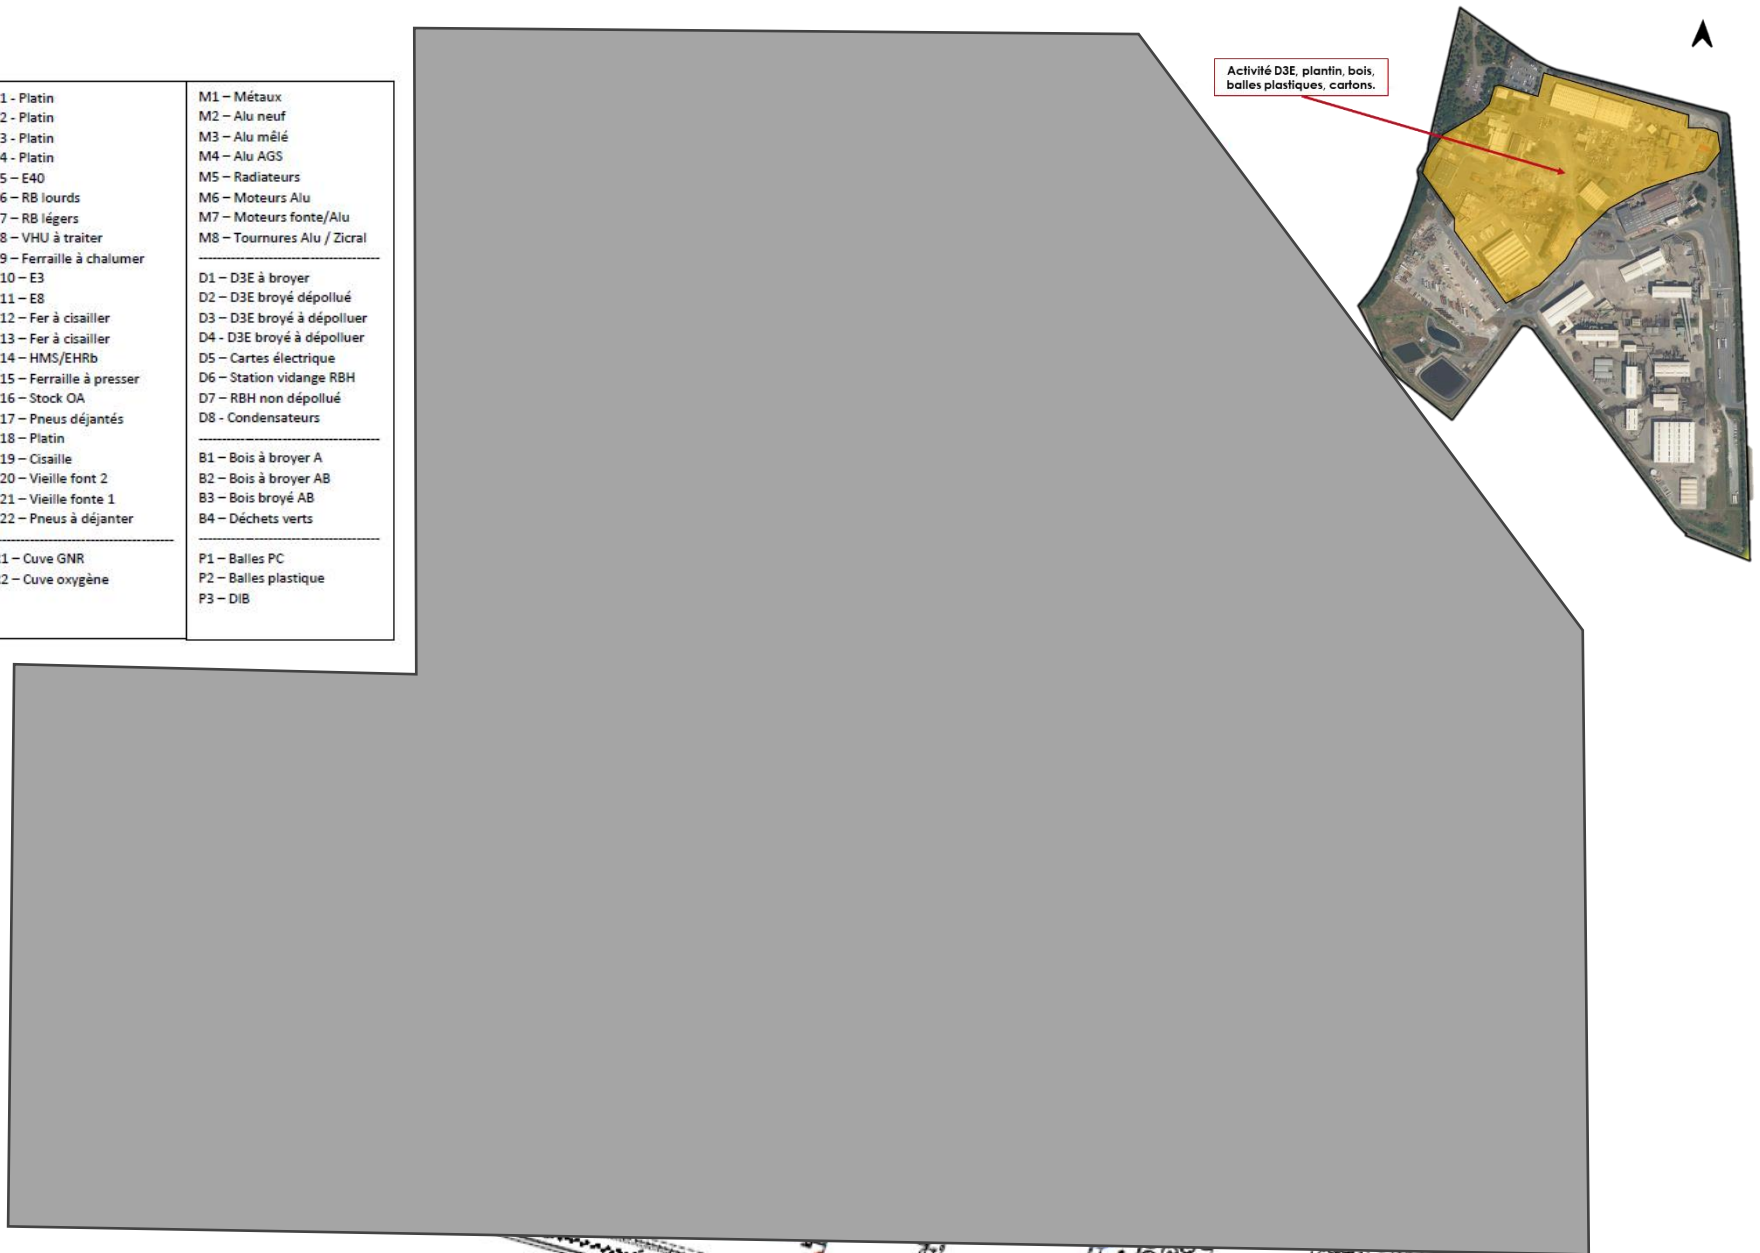 1 - Platin
2 - Platin
3 - Platin
4 - Platin
5 – E40
6 – RB lourds
7 – RB légers
8 – VHU à traiter
9 – Ferraille à chalumer
10 – E3
11 – E8
12 – Fer à cisailler
13 – Fer à cisailler
14 – HMS/EHRb
15 – Ferraille à presser
16 – Stock OA
17 – Pneus déjantés
18 – Platin
19 – Cisaille
20 – Vieille font 2
21 – Vieille fonte 1
22 – Pneus à déjanter
1 – Cuve GNR
2 – Cuve oxygène
M1 – Métaux
M2 – Alu neuf
M3 – Alu mêlé
M4 – Alu AGS
M5 – Radiateurs
M6 – Moteurs Alu
M7 – Moteurs fonte/Alu
M8 – Tournures Alu / Zicral
D1 – D3E à broyer
D2 – D3E broyé dépollué
D3 – D3E broyé à dépolluer
D4 - D3E broyé à dépolluer
D5 – Cartes électrique
D6 – Station vidange RBH
D7 – RBH non dépollué
D8 - Condensateurs
B1 – Bois à broyer A
B2 – Bois à broyer AB
B3 – Bois broyé AB
B4 – Déchets verts
P1 – Balles PC
P2 – Balles plastique
P3 – DIB
Activité D3E, plantin, bois,
balles plastiques, cartons.